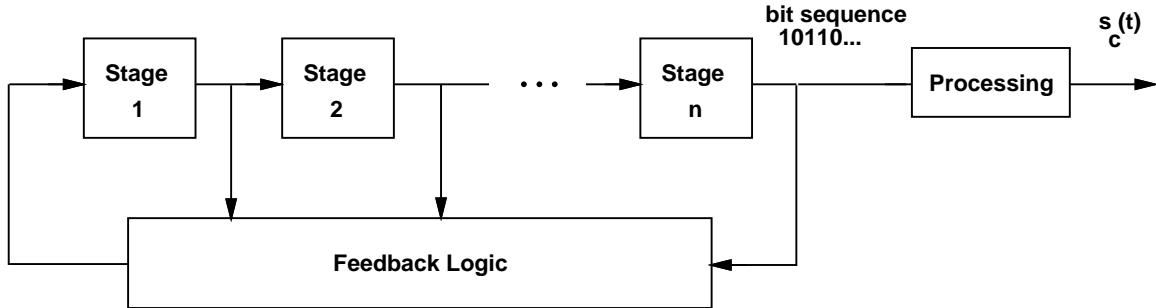 bit sequence
10110...
s (t)
c
Stage
1
Stage
2
. . .
Stage
n
Processing
Feedback Logic